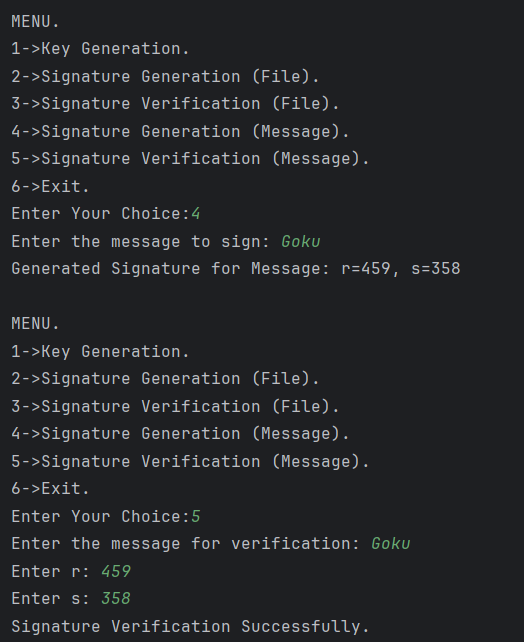 MENU.
1->Key Generation.
2->Signature Generation (File).
3->Signature Verification (File).
4->Signature Generation (Message).
5->Signature Verification (Message).
6->Exit.
Enter Your Choice:4
Enter the message to sign: Goku
Generated Signature for Message: r=459, s=358

MENU.
1->Key Generation.
2->Signature Generation (File).
3->Signature Verification (File).
4->Signature Generation (Message).
5->Signature Verification (Message).
6->Exit.
Enter Your Choice:5
Enter the message for verification: Goku
Enter r: 459
Enter s: 358
Signature Verification Successfully.